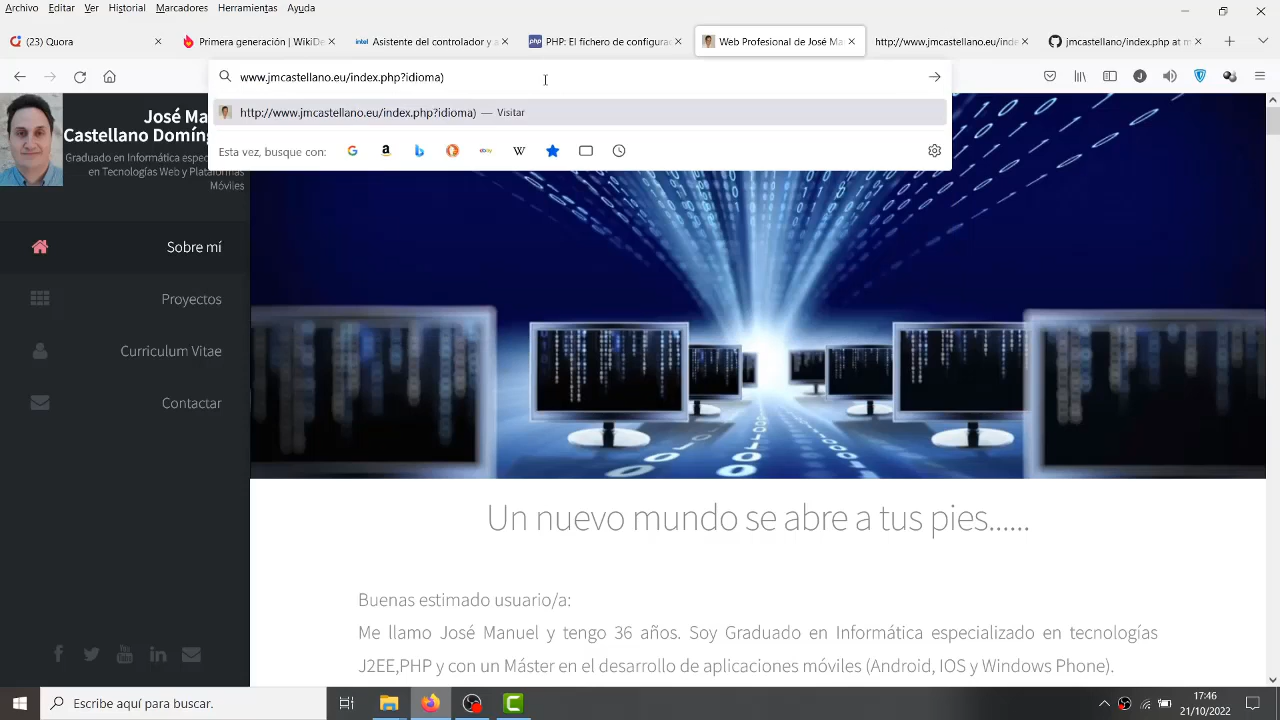 Archivo Editar Ver Historial Marcadores Herramientas Ayuda
(23) Quora
Primera generación | WikiDe
Asistente del controlador y a
PHP: El fichero de configurac
Web Profesional de José Ma
http://www.jmcastellano.eu/inde
jmcastellano/index.php at m
www.jmcastellano.eu/index.php?idioma)
http://www.jmcastellano.eu/index.php?idioma) — Visitar
Esta vez, busque con:
José Ma
Castellano Domíng
Graduado en Informática espec
en Tecnologías Web y Plataformas
Móviles
Sobre mí
Proyectos
Curriculum Vitae
Contactar
Un nuevo mundo se abre a tus pies......
Buenas estimado usuario/a:
Me llamo José Manuel y tengo 36 años. Soy Graduado en Informática especializado en tecnologías
J2EE,PHP y con un Máster en el desarrollo de aplicaciones móviles (Android, IOS y Windows Phone).
Escribe aquí para buscar.
17:46
21/10/2022